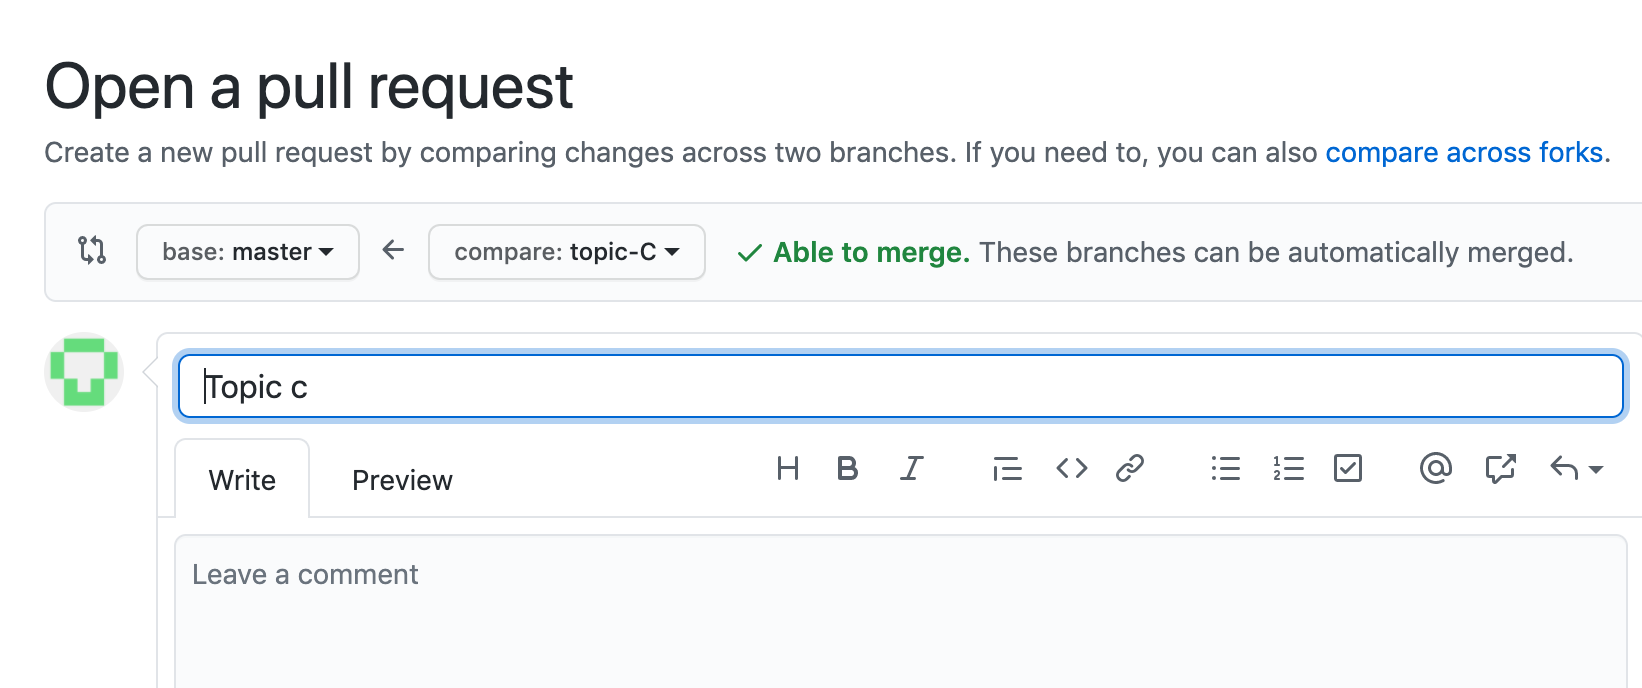 Open a pull request
Create a new pull request by comparing changes across two branches. If you need to, you can also compare across forks.
base: master compare: topic-C Able to merge. These branches can be automatically merged.
Topic c
Write Preview
Leave a comment